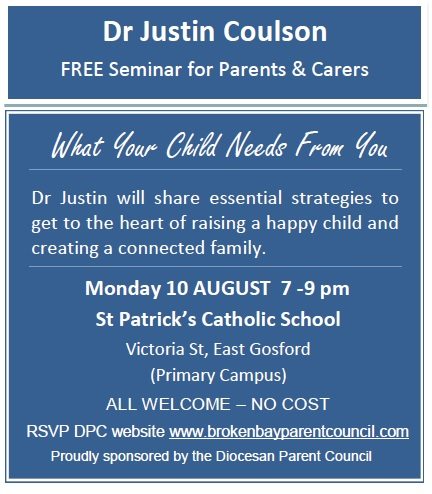 Dr Justin Coulson
FREE Seminar for Parents & Carers
What Your Child Needs From You
Dr Justin will share essential strategies to
get to the heart of raising a happy child and
creating a connected family.
Monday 10 AUGUST 7 -9 pm
St Patrick's Catholic School
Victoria St, East Gosford
(Primary Campus)
ALL WELCOME – NO COST
RSVP DPC website www.brokenbayparentcouncil.com
Proudly sponsored by the Diocesan Parent Council